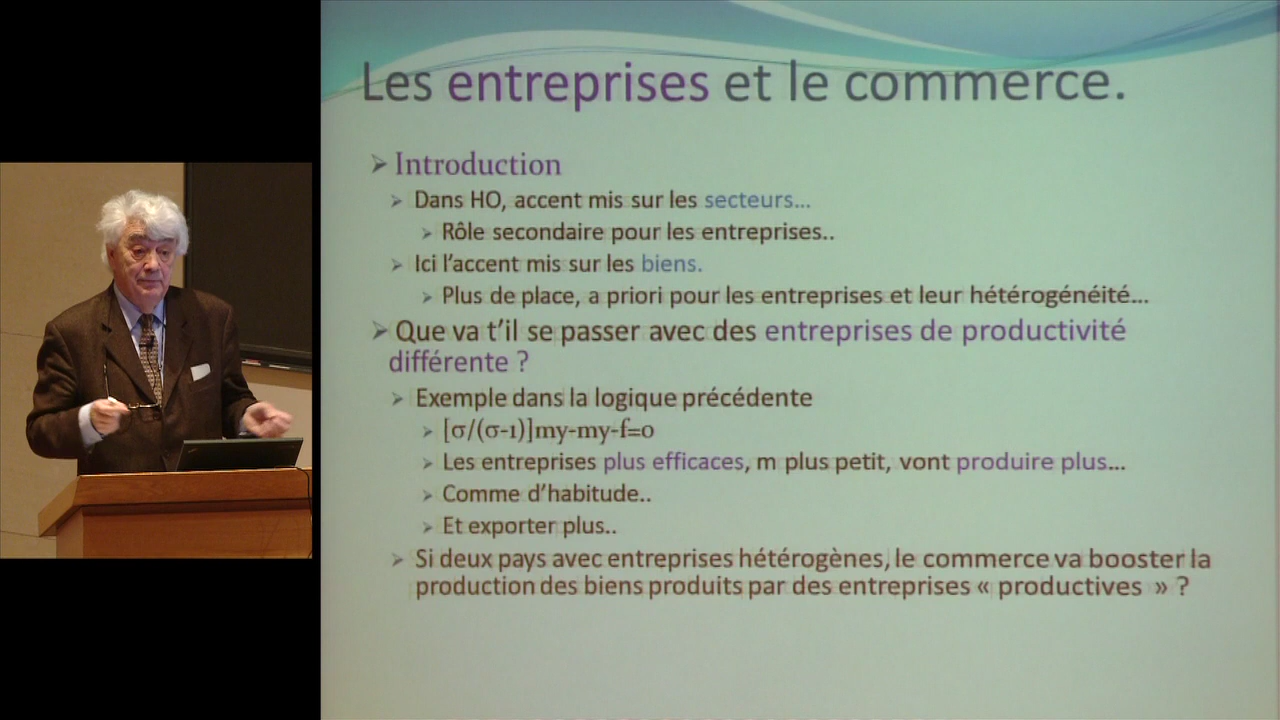 Les entreprises et le commerce.
Introduction
Dans HO, accent mis sur les secteurs...
Rôle secondaire pour les entreprises..
Ici l'accent mis sur les biens.
Plus de place, a priori pour les entreprises et leur hétérogénéité...
Que va t'il se passer avec des entreprises de productivité
différente ?
Exemple dans la logique précédente
[σ/(σ-1)]my-my-f=0
Les entreprises plus efficaces, m plus petit, vont produire plus...
Comme d'habitude..
Et exporter plus..
Si deux pays avec entreprises hétérogènes, le commerce va booster la
production des biens produits par des entreprises « productives » ?